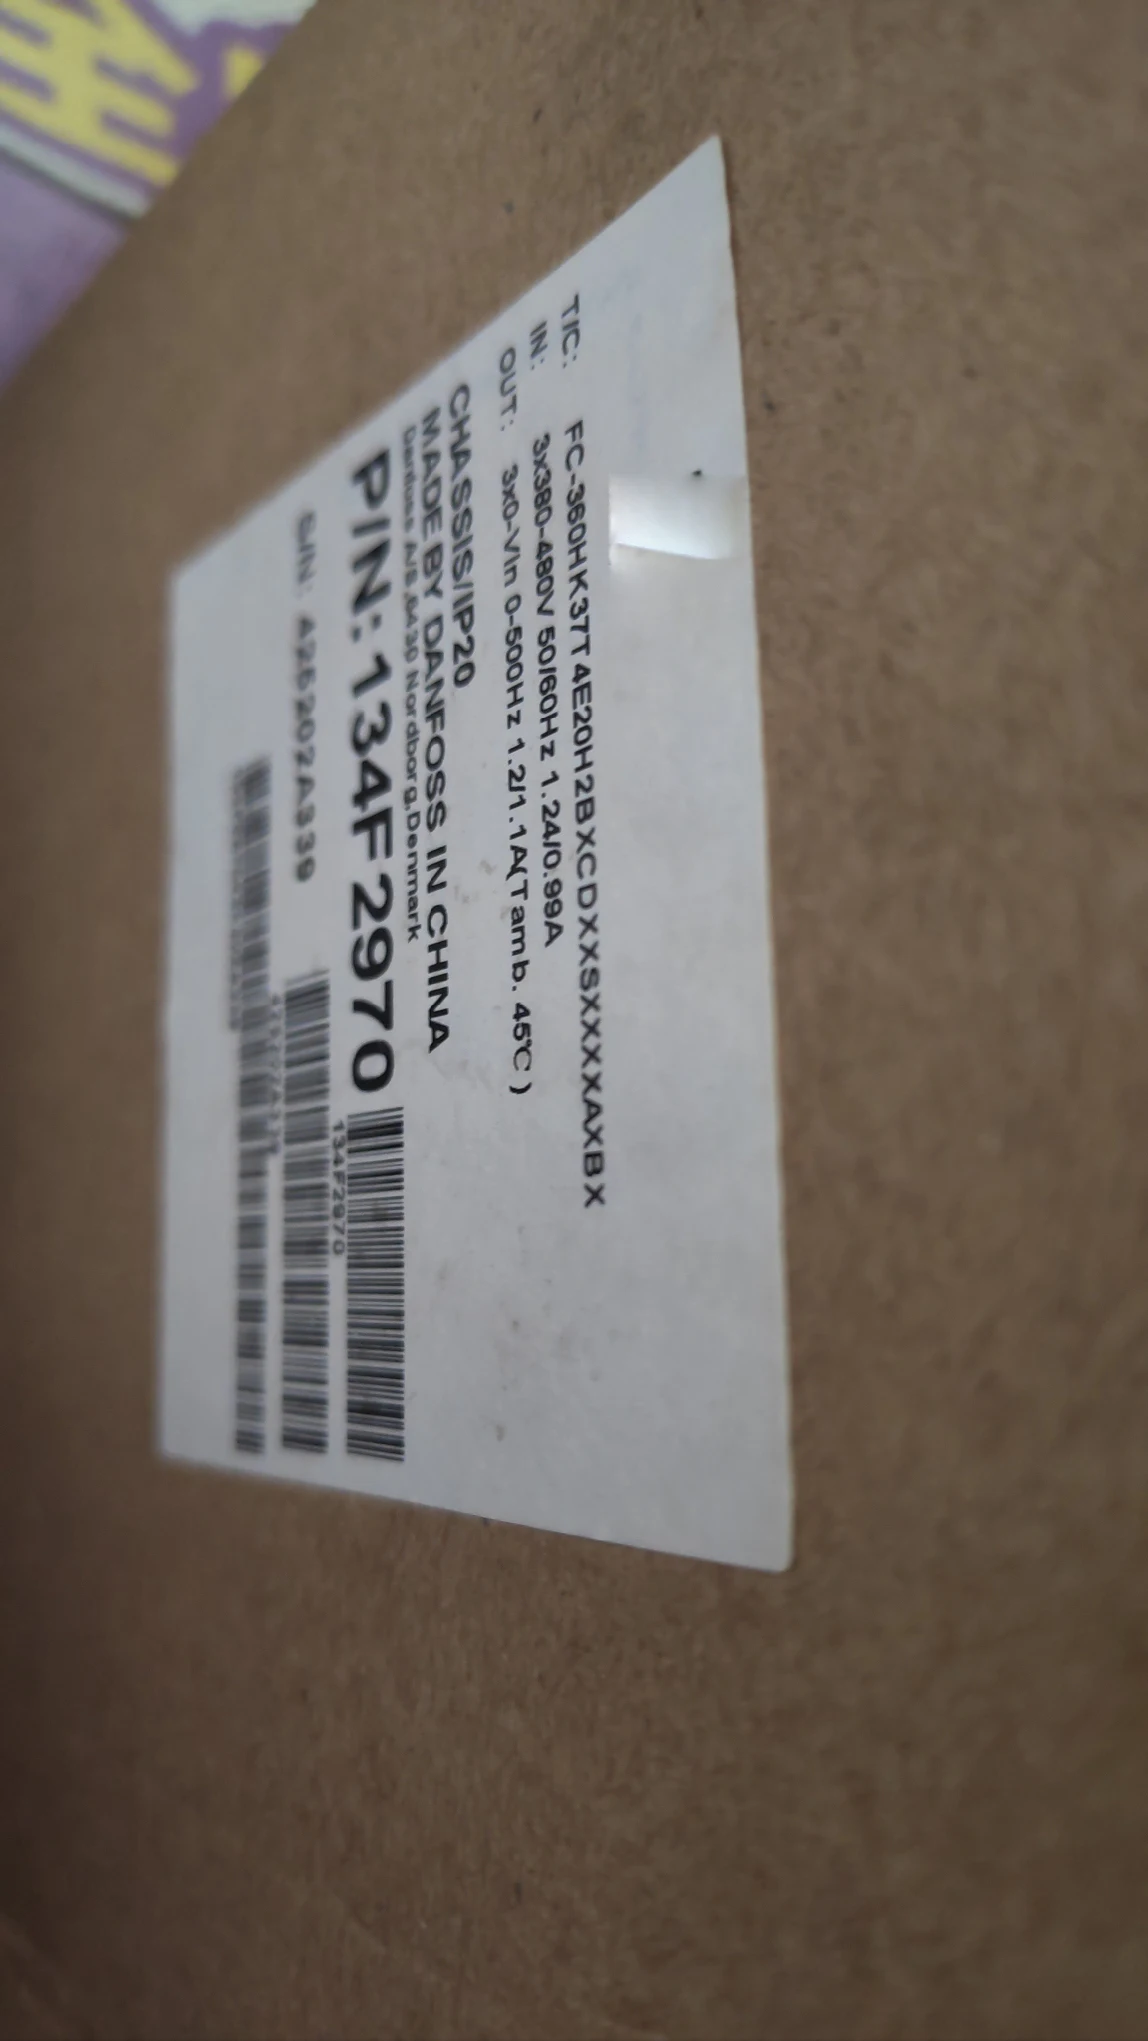 T/C: FC-360HK37T4E20H2BXCDXXSXXXXAXBX
IN: 3x380-480V 50/60Hz 1.24/0.99A
OUT: 3x0-Vin 0-500Hz 1.2/1.1A(Tamb. 45℃)
CHASSIS/IP20
MADE BY DANFOSS IN CHINA
Danfoss A/S,6430 Nordborg,Denmark
P/N: 134F2970
134F2970
S/N: 425202A339